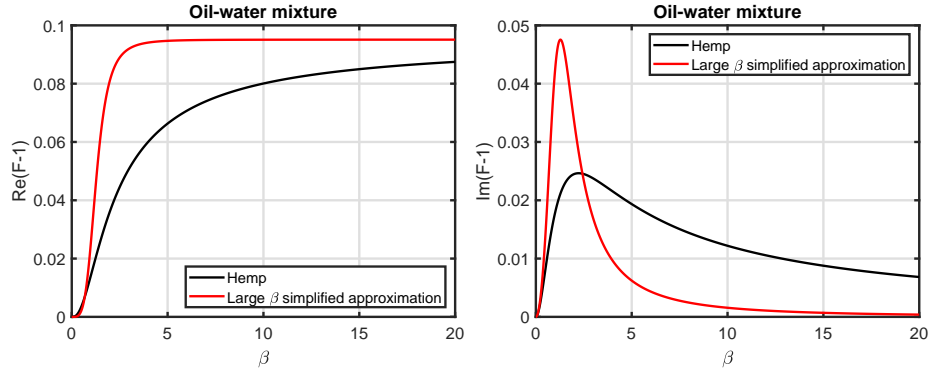 Oil-water mixture
Re(F-1)
0.1
0.08
0.06
0.04
0.02
0
0
5
10
15
20
β
Hemp
Large β simplified approximation
Oil-water mixture
Im(F-1)
0.05
0.04
0.03
0.02
0.01
0
0
5
10
15
20
β
Hemp
Large β simplified approximation